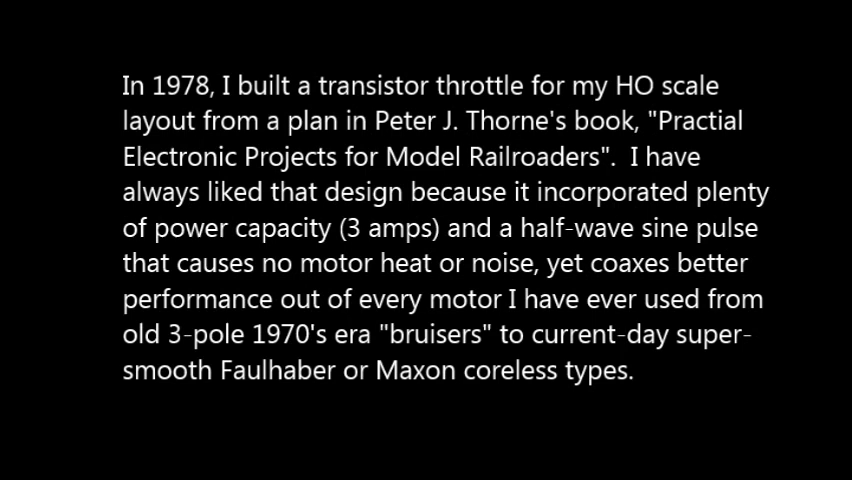 In 1978, I built a transistor throttle for my HO scale
layout from a plan in Peter J. Thorne's book, "Practial
Electronic Projects for Model Railroaders".  I have
always liked that design because it incorporated plenty
of power capacity (3 amps) and a half-wave sine pulse
that causes no motor heat or noise, yet coaxes better
performance out of every motor I have ever used from
old 3-pole 1970's era "bruisers" to current-day super-
smooth Faulhaber or Maxon coreless types.